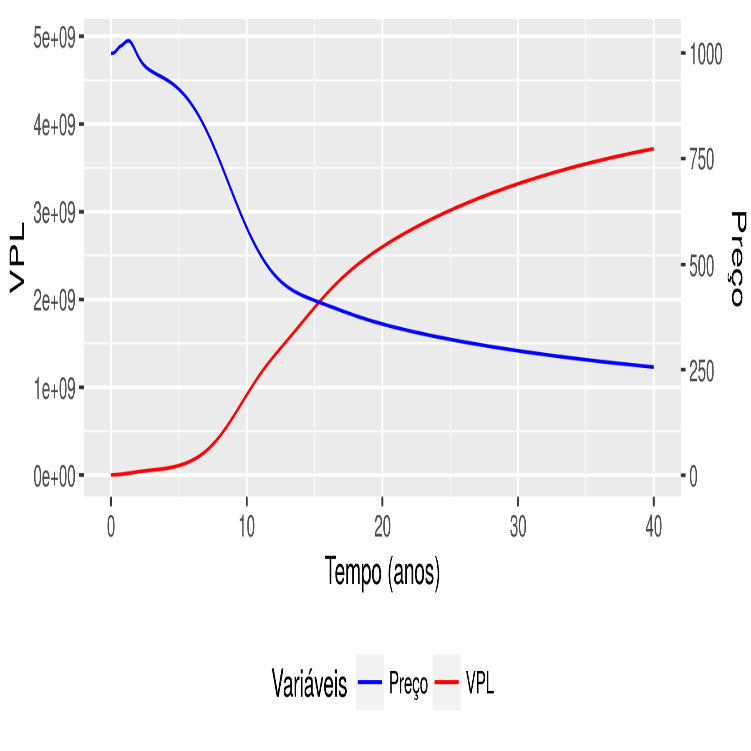 5e+09
4e+09
3e+09
2e+09
1e+09
0e+00
VPL
1000
750
500
250
0
Preço
0 10 20 30 40
Tempo (anos)
Variáveis Preço VPL